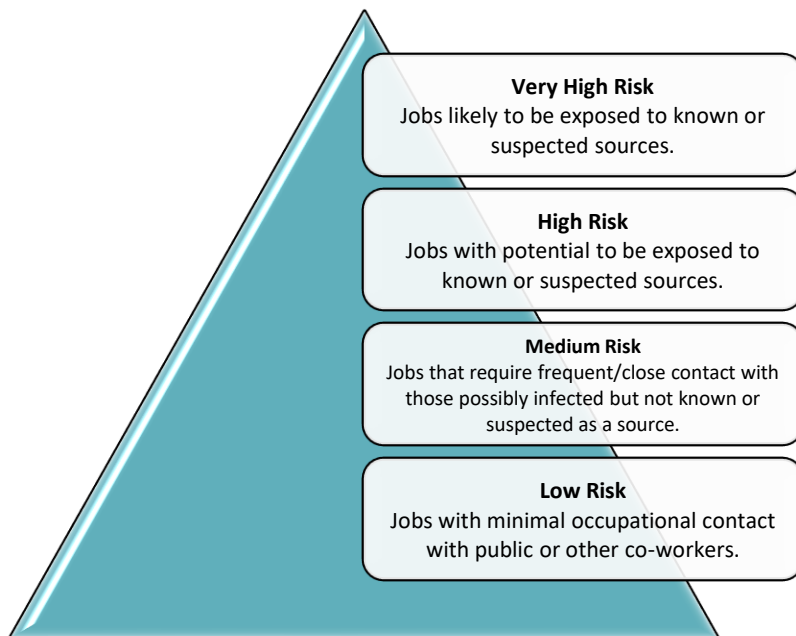 Very High Risk
Jobs likely to be exposed to known or
suspected sources.
High Risk
Jobs with potential to be exposed to
known or suspected sources.
Medium Risk
Jobs that require frequent/close contact with
those possibly infected but not known or
suspected as a source.
Low Risk
Jobs with minimal occupational contact
with public or other co-workers.